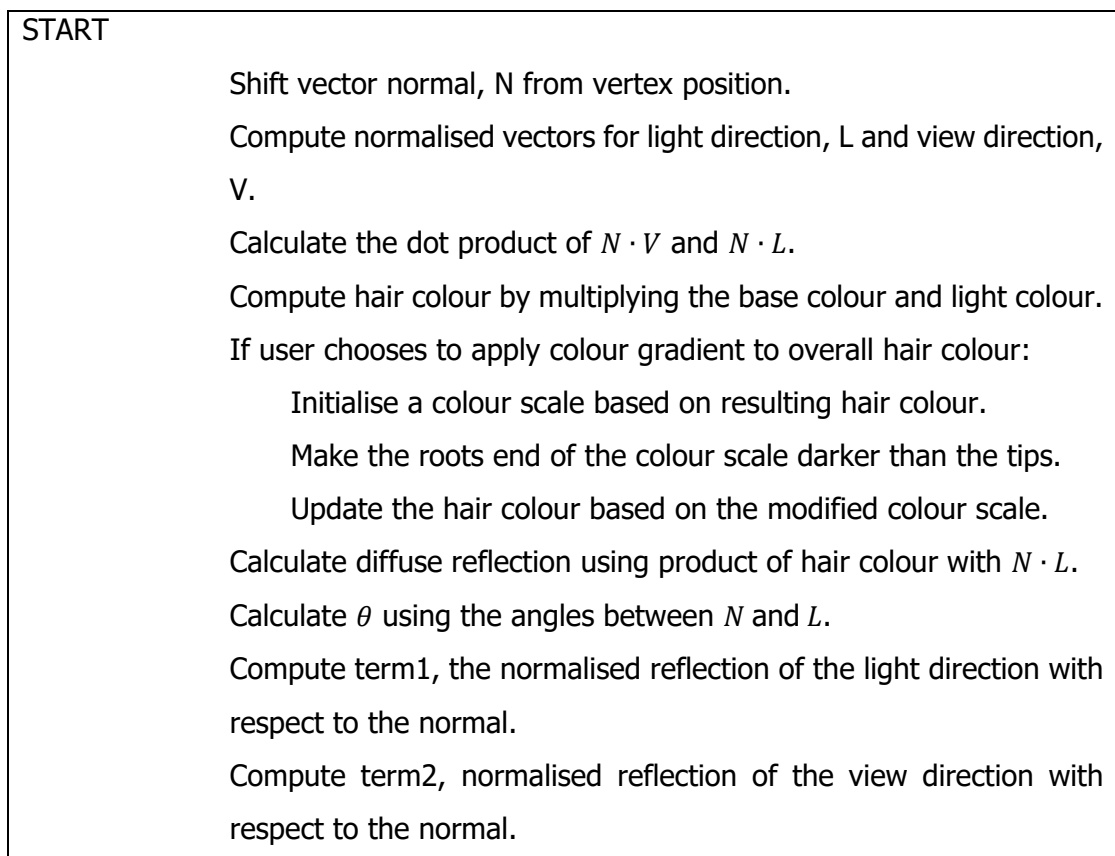 START
Shift vector normal, N from vertex position.
Compute normalised vectors for light direction, L and view direction,
V.
Calculate the dot product of 𝑁 · 𝑉 and 𝑁 · 𝐿.
Compute hair colour by multiplying the base colour and light colour.
If user chooses to apply colour gradient to overall hair colour:
Initialise a colour scale based on resulting hair colour.
Make the roots end of the colour scale darker than the tips.
Update the hair colour based on the modified colour scale.
Calculate diffuse reflection using product of hair colour with 𝑁 · 𝐿.
Calculate 𝜃 using the angles between 𝑁 and 𝐿.
Compute term1, the normalised reflection of the light direction with
respect to the normal.
Compute term2, normalised reflection of the view direction with
respect to the normal.